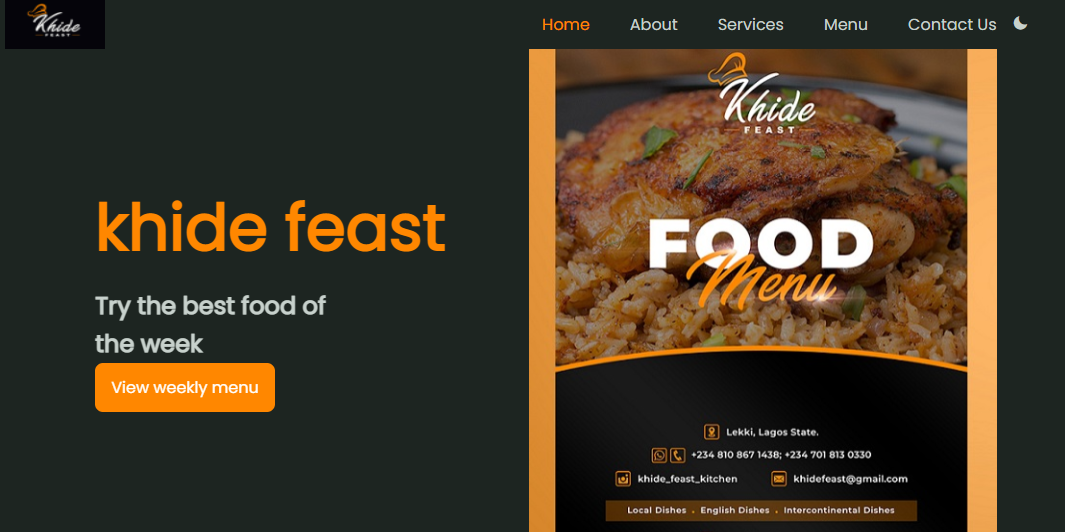 Khide
FEAST
Home About Services Menu Contact Us
khide feast
Try the best food of
the week
View weekly menu
Khide
FEAST
FOOD
Menu
Lekki, Lagos State.
+234 810 867 1438; +234 701 813 0330
khide_feast_kitchen khidefeast@gmail.com
Local Dishes . English Dishes . Intercontinental Dishes